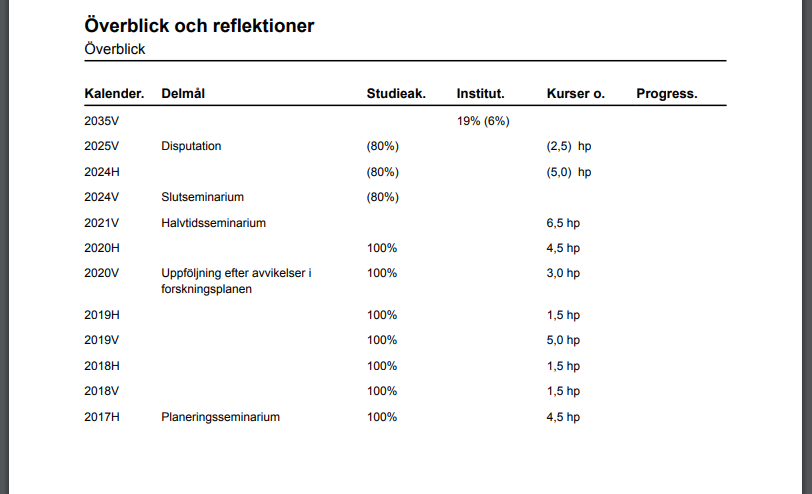 Överblick och reflektioner
Överblick
Kalender. Delmål Studieak. Institut. Kurser o. Progress.
2035V 19% (6%)
2025V Disputation (80%) (2,5) hp
2024H (80%) (5,0) hp
2024V Slutseminarium (80%)
2021V Halvtidsseminarium 6,5 hp
2020H 100% 4,5 hp
2020V Uppföljning efter avvikelser i 100% 3,0 hp
forskningsplanen
2019H 100% 1,5 hp
2019V 100% 5,0 hp
2018H 100% 1,5 hp
2018V 100% 1,5 hp
2017H Planeringsseminarium 100% 4,5 hp